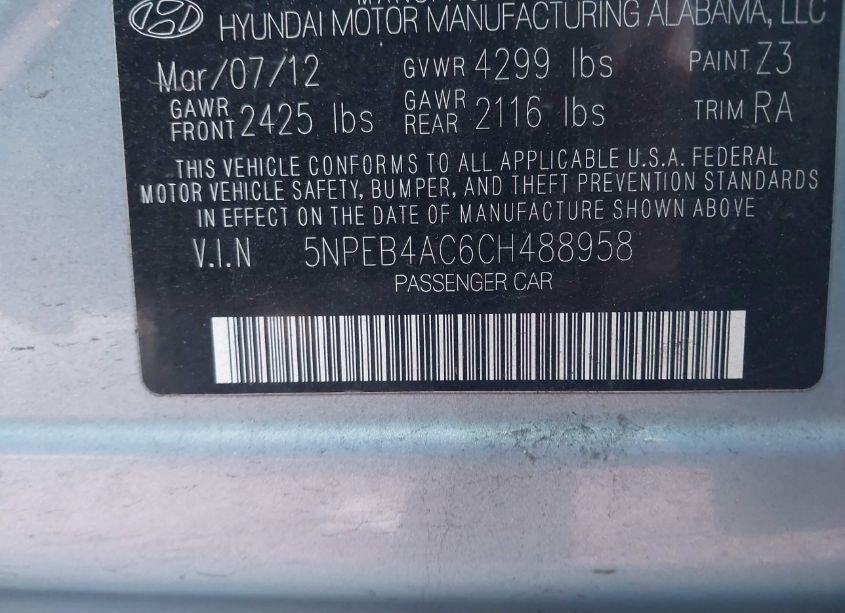 HYUNDAI MOTOR MANUFACTURING ALABAMA, LLC
Mar/07/12 GVWR 4299 lbs PAINT Z3
GAWR FRONT 2425 lbs GAWR REAR 2116 lbs TRIM RA
THIS VEHICLE CONFORMS TO ALL APPLICABLE U.S.A. FEDERAL
MOTOR VEHICLE SAFETY, BUMPER, AND THEFT PREVENTION STANDARDS
IN EFFECT ON THE DATE OF MANUFACTURE SHOWN ABOVE
V.I.N 5NPEB4AC6CH488958
PASSENGER CAR